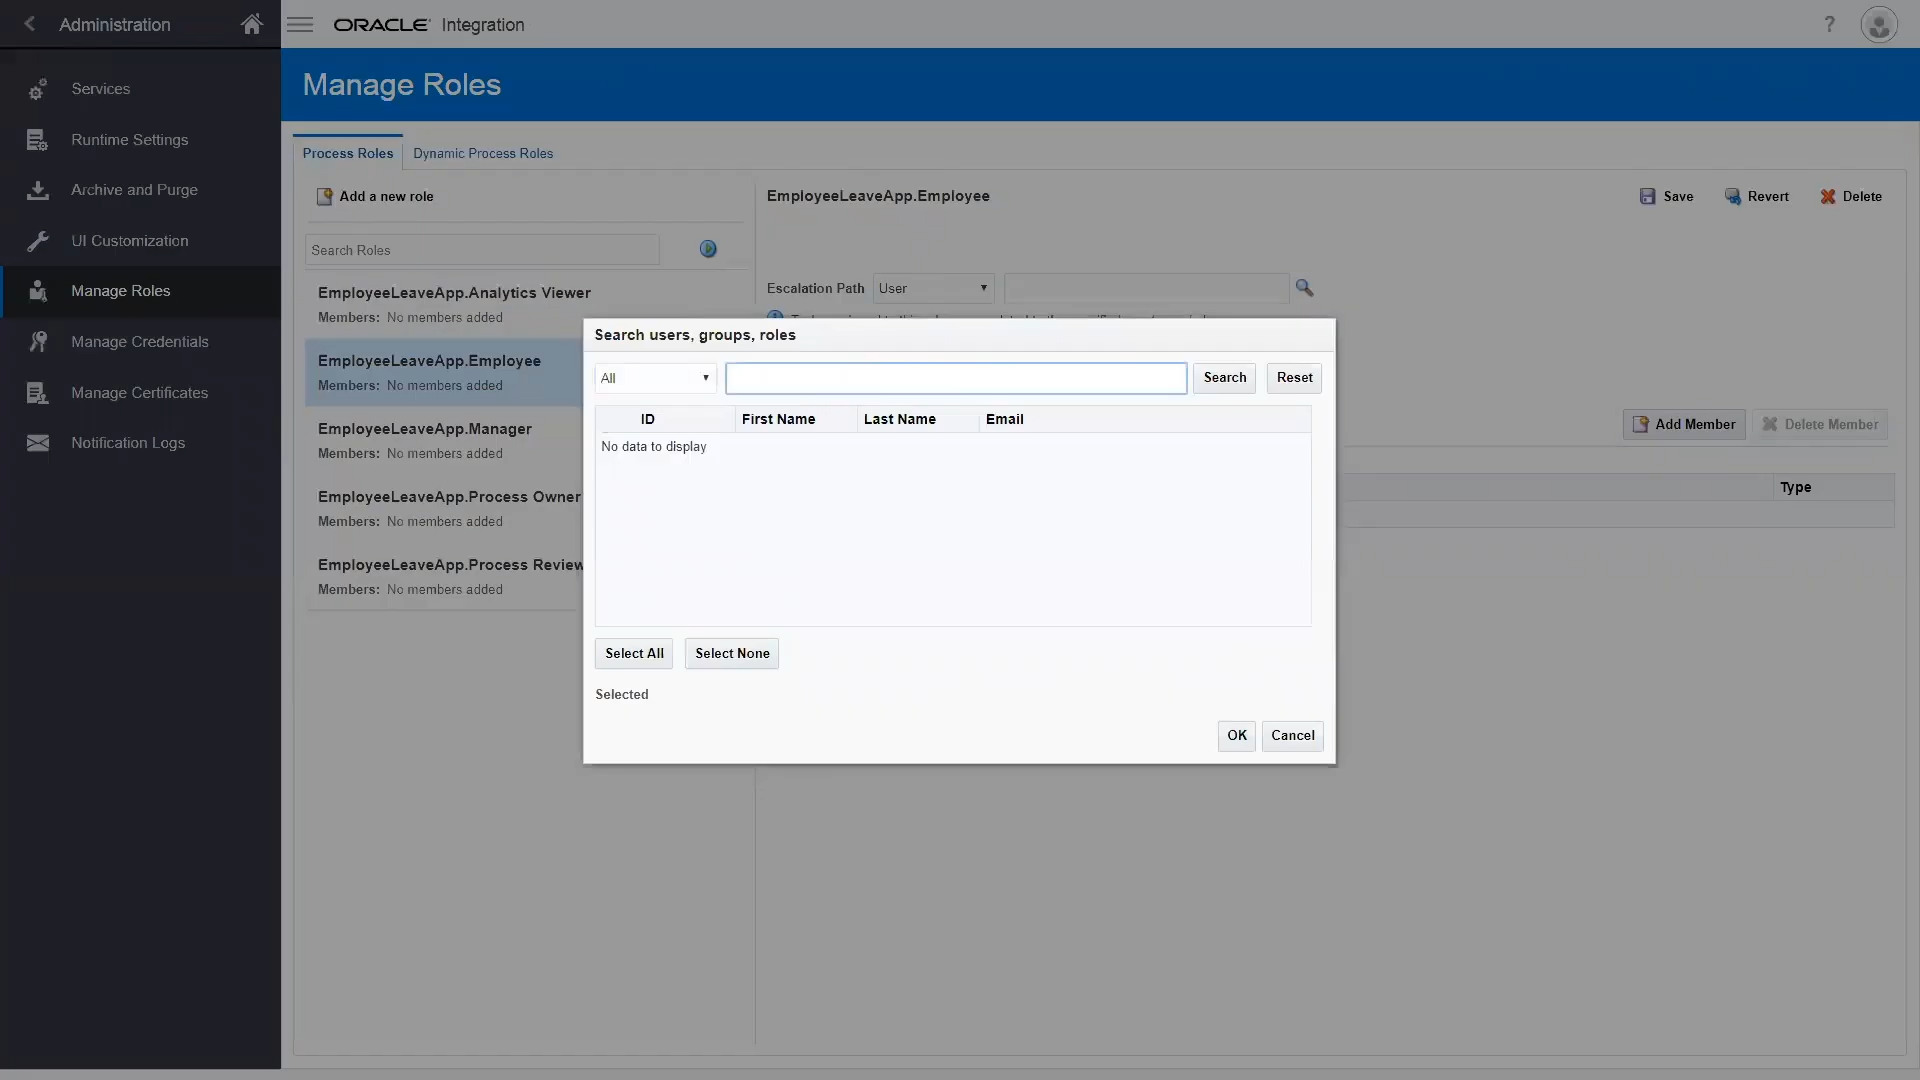 Administration
ORACLE Integration
?
Services
Runtime Settings
Archive and Purge
UI Customization
Manage Roles
Manage Credentials
Manage Certificates
Notification Logs
Manage Roles
Process Roles
Dynamic Process Roles
Add a new role
Search Roles
EmployeeLeaveApp.Analytics Viewer
Members: No members added
EmployeeLeaveApp.Employee
Members: No members added
EmployeeLeaveApp.Manager
Members: No members added
EmployeeLeaveApp.Process Owner
Members: No members added
EmployeeLeaveApp.Process Review
Members: No members added
EmployeeLeaveApp.Employee
Save
Revert
Delete
Escalation Path
User
Add Member
Delete Member
Type
Search users, groups, roles
All
Search
Reset
ID
First Name
Last Name
Email
No data to display
Select All
Select None
Selected
OK
Cancel